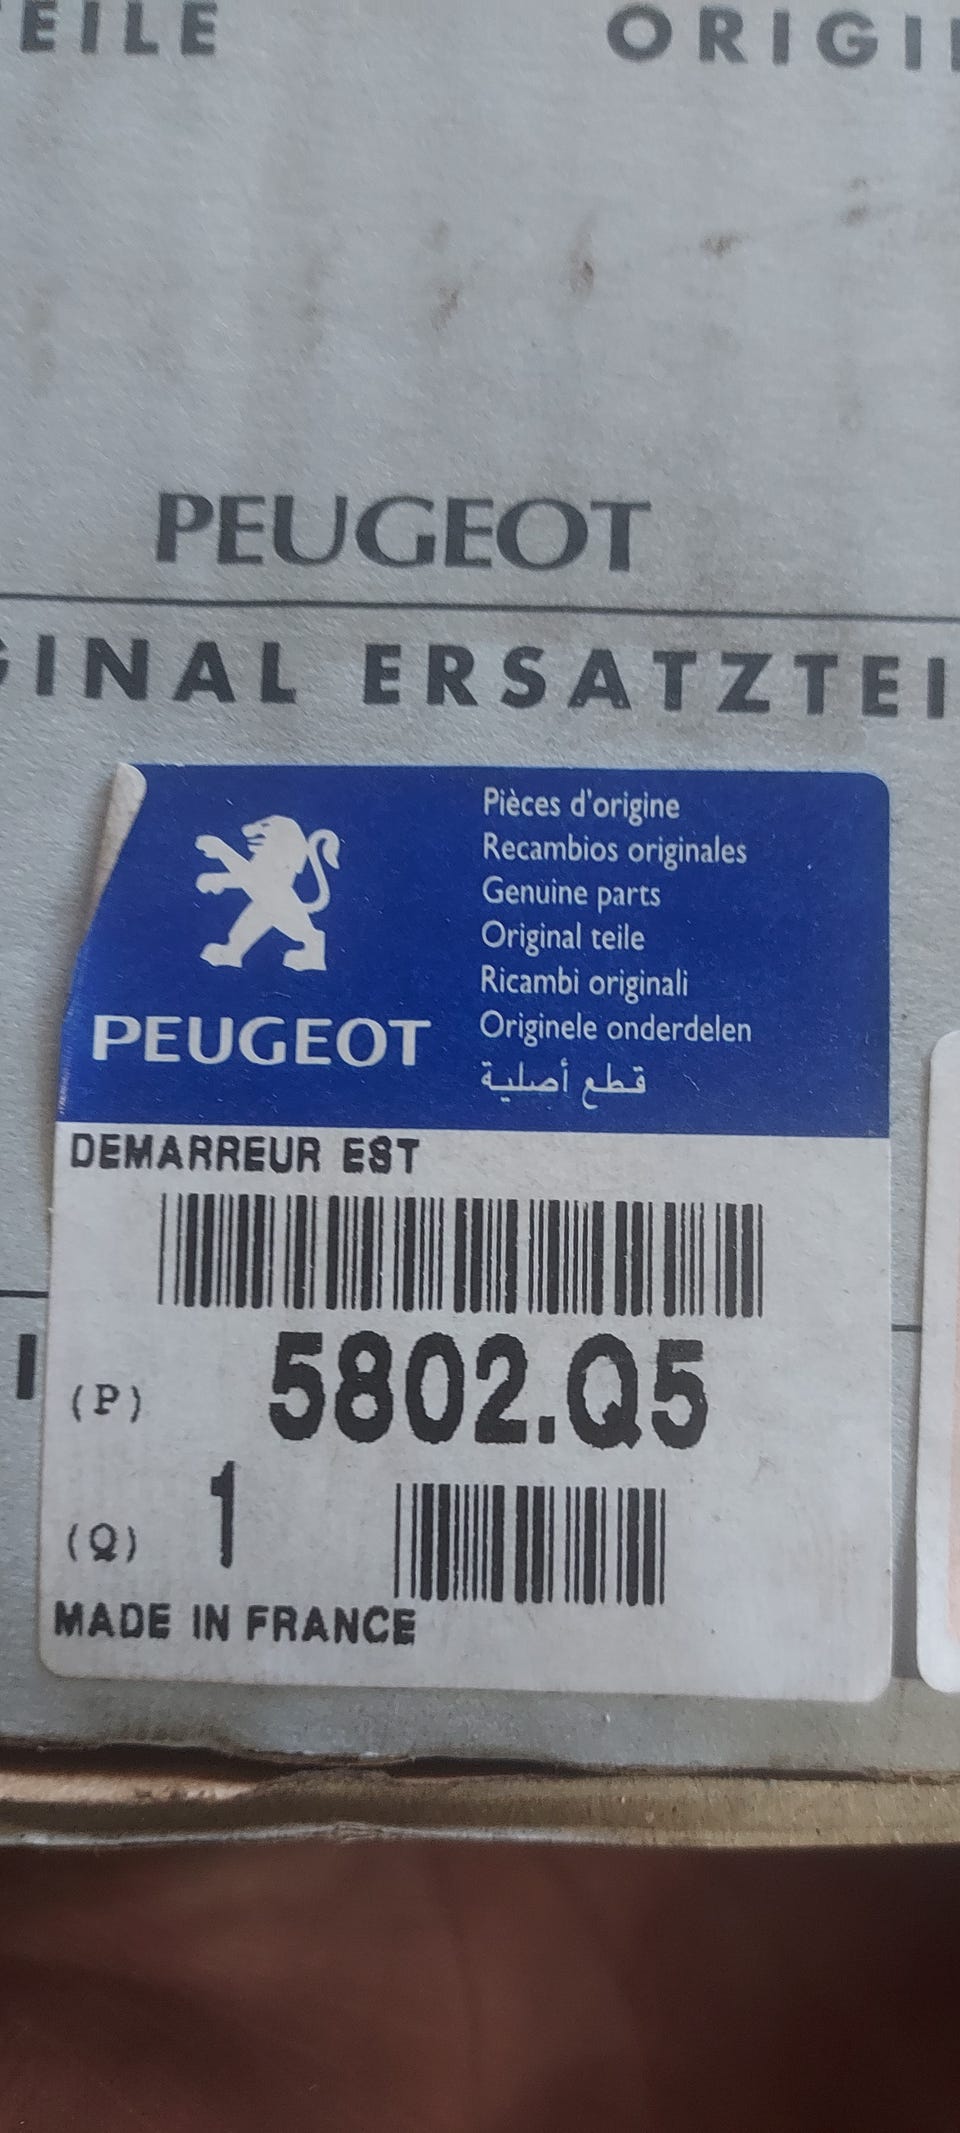 EILE ORIGI
PEUGEOT
GINAL ERSATZTEI
Pièces d'origine
Recambios originales
Genuine parts
Original teile
Ricambi originali
Originele onderdelen
قطع أصلية
PEUGEOT
DEMARREUR EST
(P) 5802.Q5
(Q) 1
MADE IN FRANCE